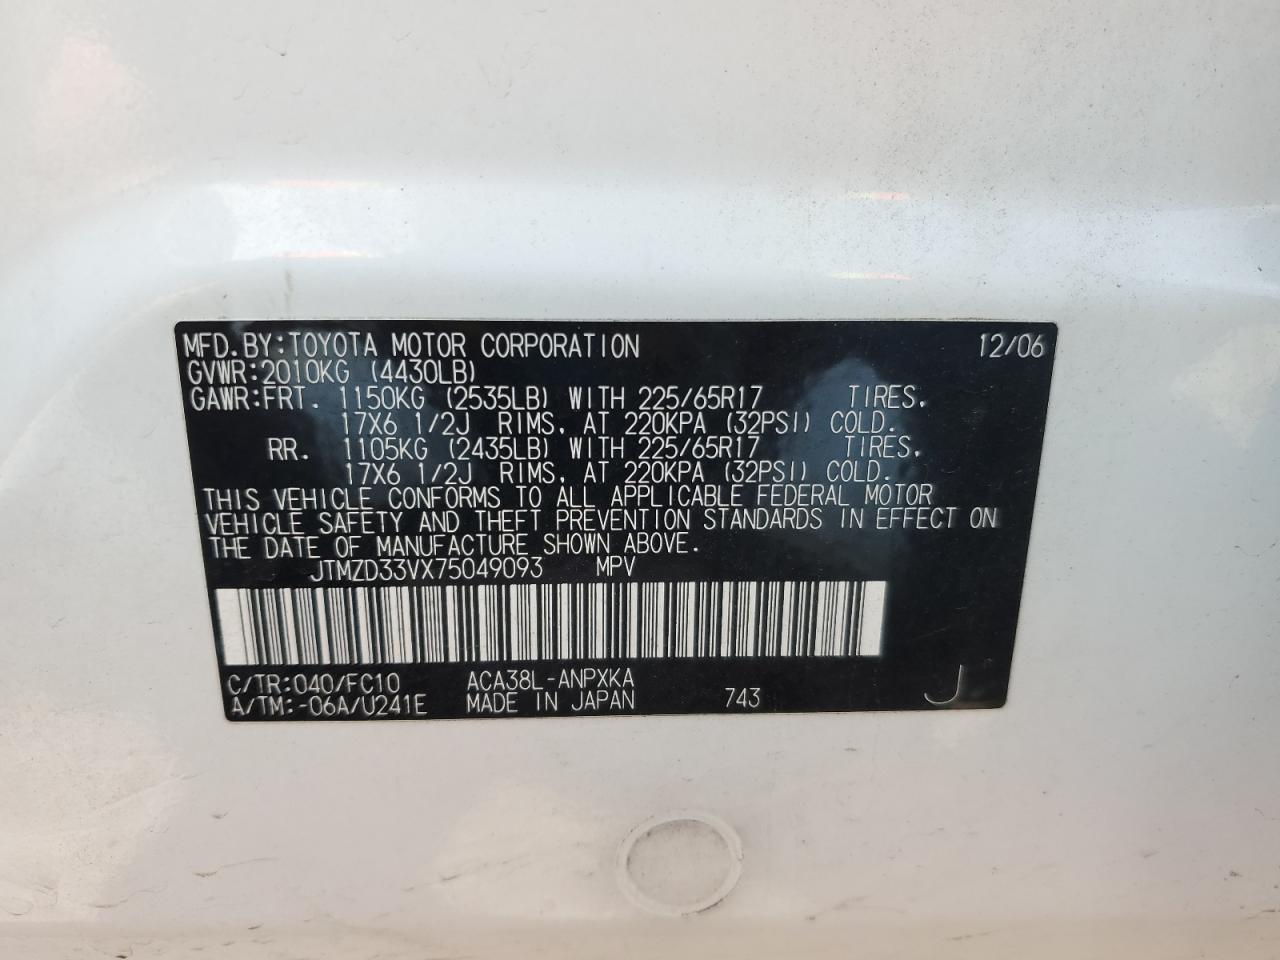 MFD.BY:TOYOTA MOTOR CORPORATION 12/06
GVWR:2010KG (4430LB)
GAWR:FRT. 1150KG (2535LB) WITH 225/65R17 TIRES,
17X6 1/2J RIMS, AT 220KPA (32PSI) COLD.
RR. 1105KG (2435LB) WITH 225/65R17 TIRES,
17X6 1/2J RIMS, AT 220KPA (32PSI) COLD.
THIS VEHICLE CONFORMS TO ALL APPLICABLE FEDERAL MOTOR
VEHICLE SAFETY AND THEFT PREVENTION STANDARDS IN EFFECT ON
THE DATE OF MANUFACTURE SHOWN ABOVE.
JTMZD33VX75049093 MPV
C/TR:040/FC10 ACA38L-ANPXKA
A/TM:-06A/U241E MADE IN JAPAN 743 J